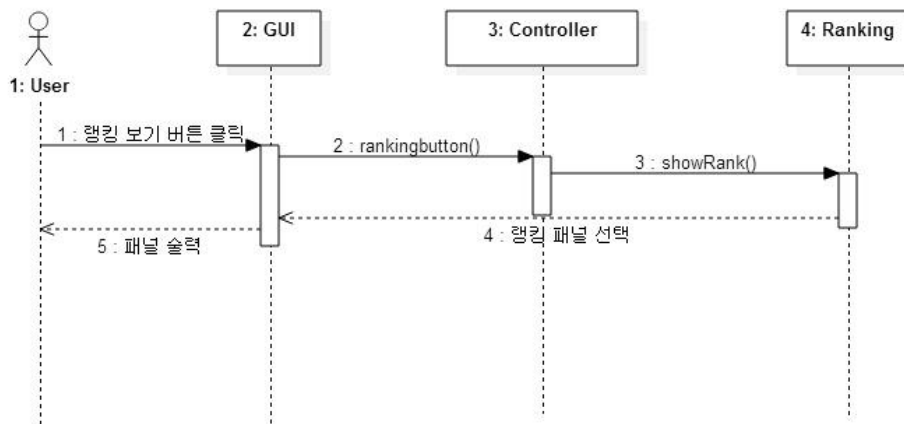 2: GUI
3: Controller
4: Ranking
1: User
1 : 랭킹 보기 버튼 클릭
2 : rankingbutton()
3 : showRank()
4 : 랭킹 패널 선택
5 : 패널 술력